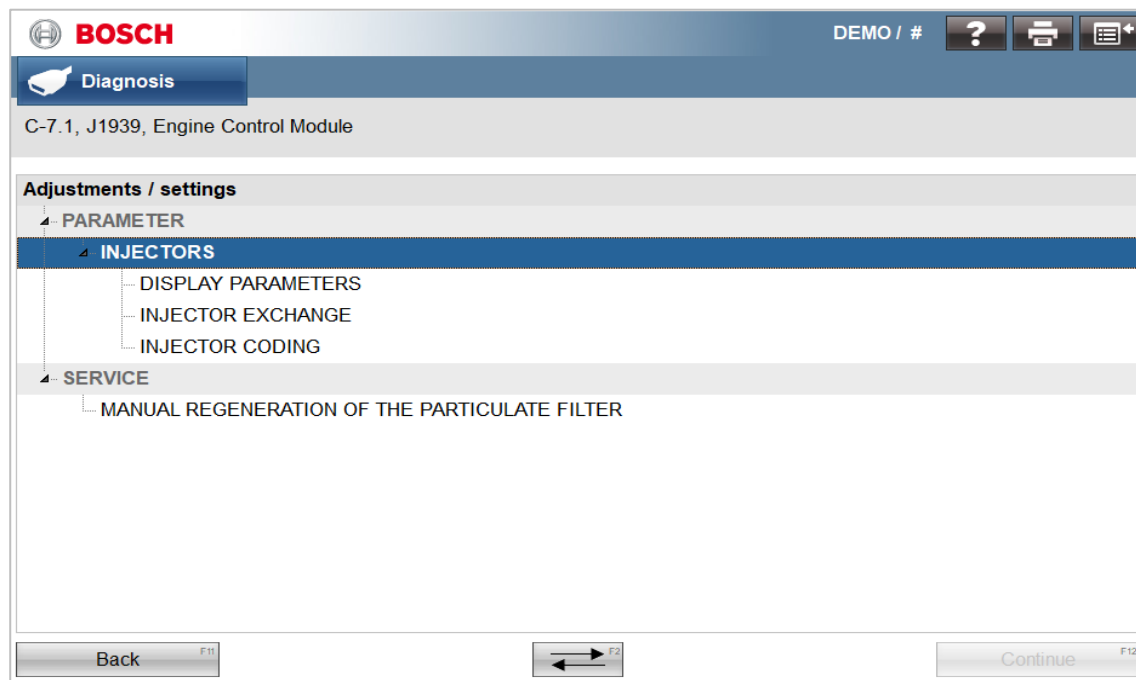 BOSCH
DEMO / #
?
Diagnosis
C-7.1, J1939, Engine Control Module
Adjustments / settings
PARAMETER
INJECTORS
DISPLAY PARAMETERS
INJECTOR EXCHANGE
INJECTOR CODING
SERVICE
MANUAL REGENERATION OF THE PARTICULATE FILTER
Back F11
F2
Continue F12